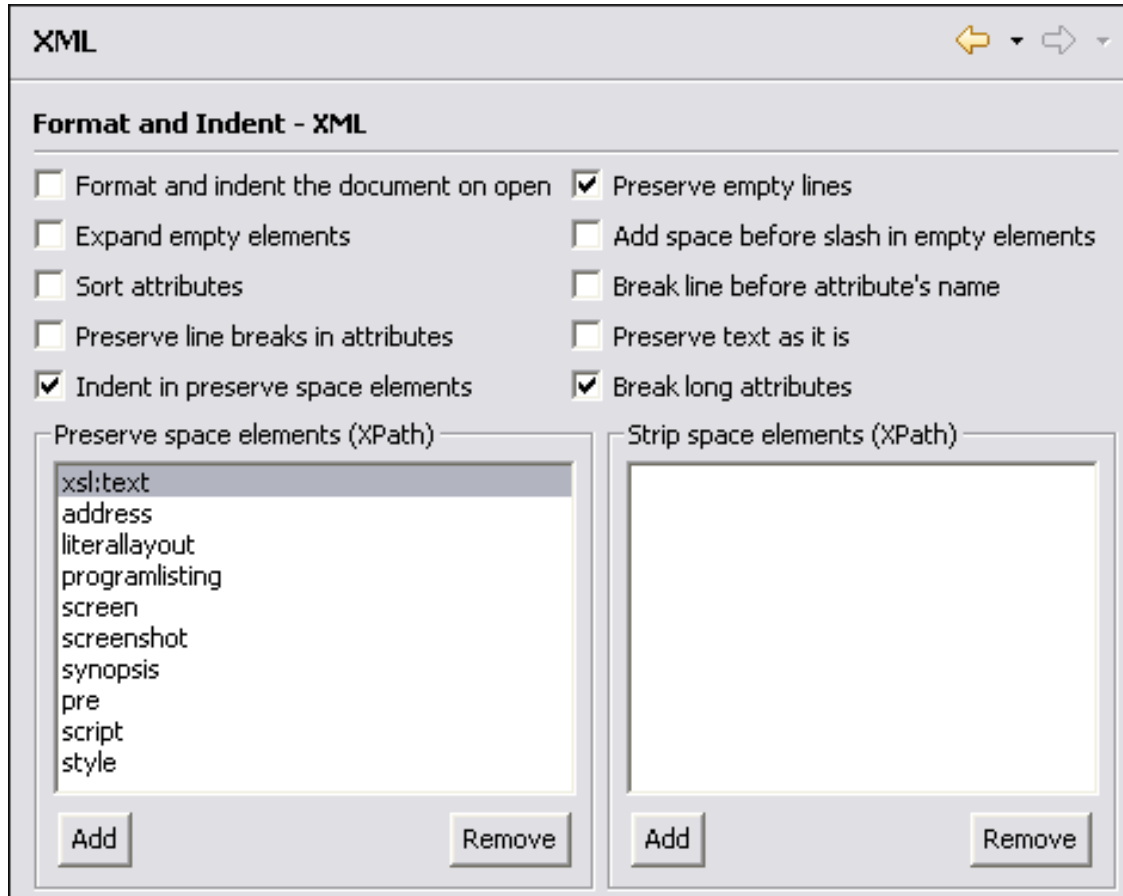 XML
Format and Indent - XML
Format and indent the document on open
Preserve empty lines
Expand empty elements
Add space before slash in empty elements
Sort attributes
Break line before attribute's name
Preserve line breaks in attributes
Preserve text as it is
Indent in preserve space elements
Break long attributes
Preserve space elements (XPath)
Strip space elements (XPath)
xsl:text
address
literallayout
programlisting
screen
screenshot
synopsis
pre
script
style
Add
Remove
Add
Remove